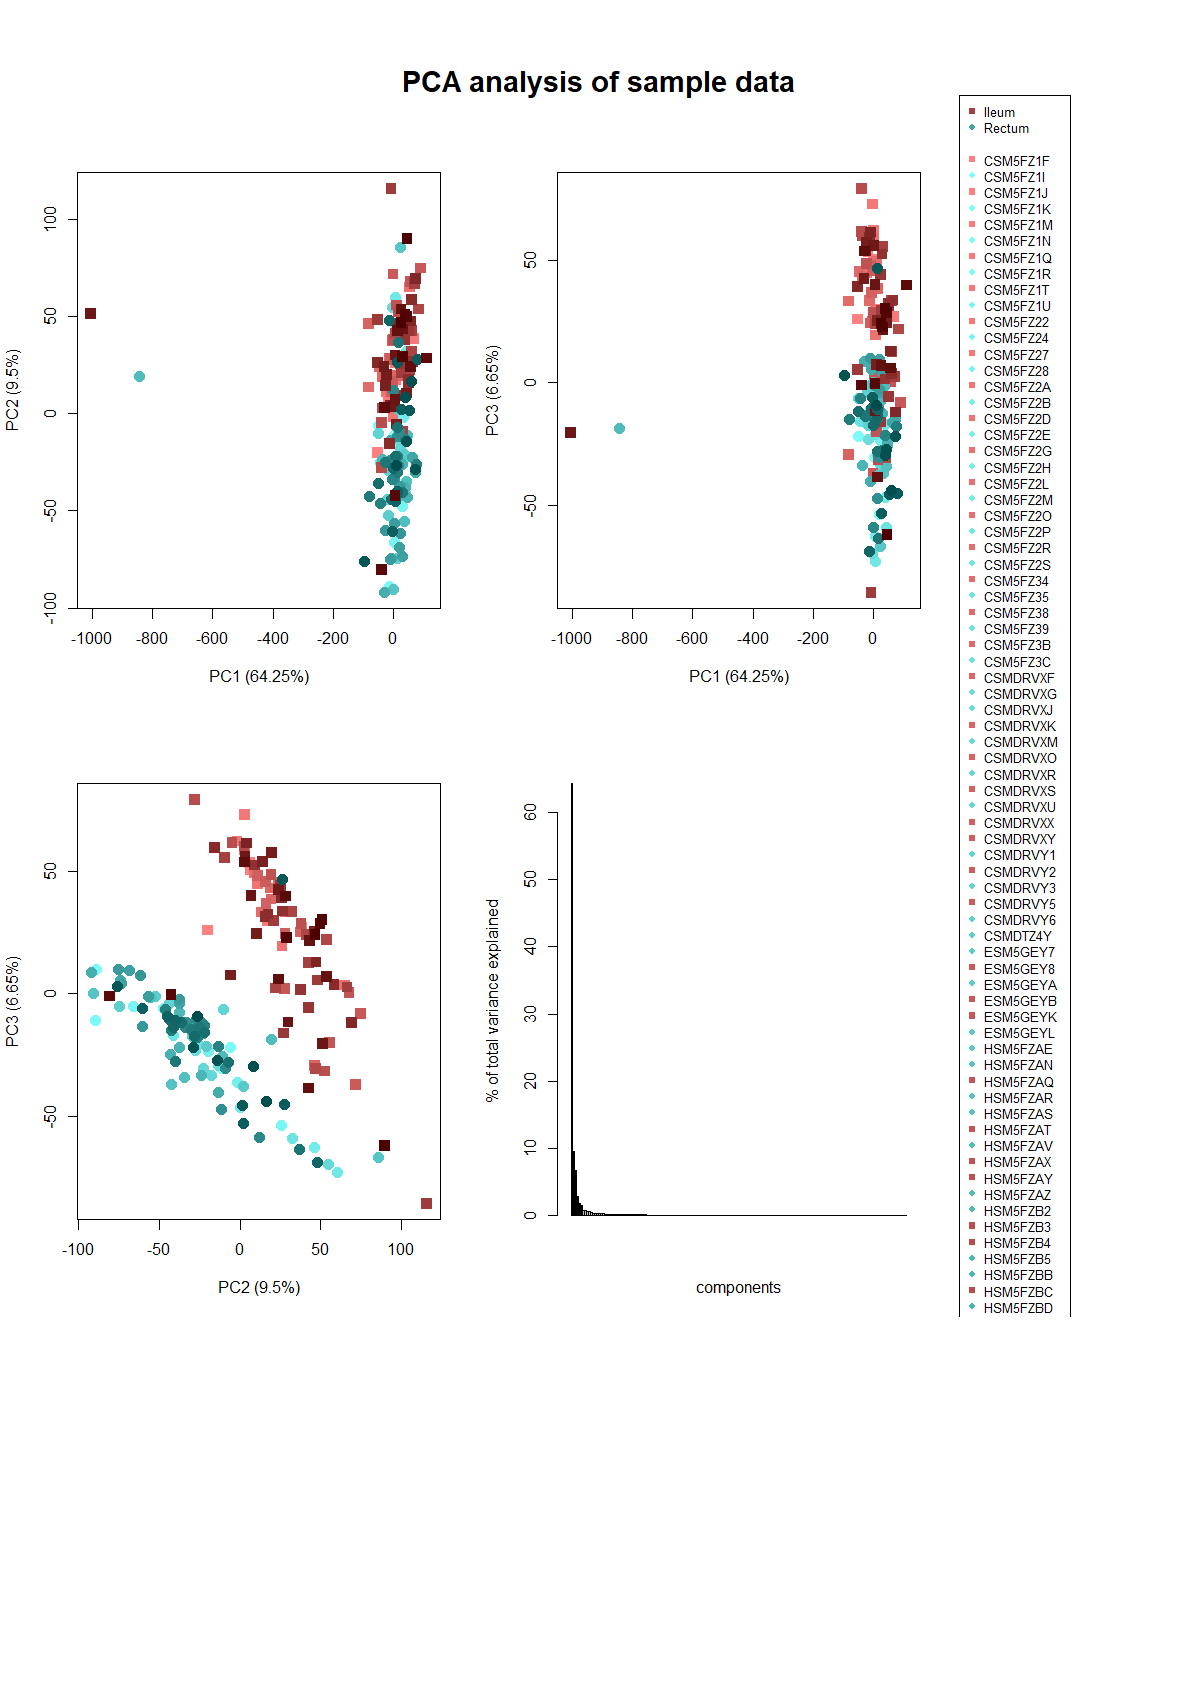 PCA analysis of sample data
100
50
0
-50
-100
PC2 (9.5%)
-1000 -800 -600 -400 -200 0
PC1 (64.25%)
50
0
-50
PC3 (6.65%)
-1000 -800 -600 -400 -200 0
PC1 (64.25%)
50
0
-50
PC3 (6.65%)
-100 -50 0 50 100
PC2 (9.5%)
60
50
40
30
20
10
0
% of total variance explained
components
Ileum
Rectum
CSM5FZ1F
CSM5FZ1I
CSM5FZ1J
CSM5FZ1K
CSM5FZ1M
CSM5FZ1N
CSM5FZ1Q
CSM5FZ1R
CSM5FZ1T
CSM5FZ1U
CSM5FZ22
CSM5FZ24
CSM5FZ27
CSM5FZ28
CSM5FZ2A
CSM5FZ2B
CSM5FZ2D
CSM5FZ2E
CSM5FZ2G
CSM5FZ2H
CSM5FZ2L
CSM5FZ2M
CSM5FZ2O
CSM5FZ2P
CSM5FZ2R
CSM5FZ2S
CSM5FZ34
CSM5FZ35
CSM5FZ38
CSM5FZ39
CSM5FZ3B
CSM5FZ3C
CSMDRVXF
CSMDRVXG
CSMDRVXJ
CSMDRVXK
CSMDRVXM
CSMDRVXO
CSMDRVXR
CSMDRVXS
CSMDRVXU
CSMDRVXX
CSMDRVXY
CSMDRVY1
CSMDRVY2
CSMDRVY3
CSMDRVY5
CSMDRVY6
CSMDTZ4Y
ESM5GEY7
ESM5GEY8
ESM5GEYA
ESM5GEYB
ESM5GEYK
ESM5GEYL
HSM5FZAE
HSM5FZAN
HSM5FZAQ
HSM5FZAR
HSM5FZAS
HSM5FZAT
HSM5FZAV
HSM5FZAX
HSM5FZAY
HSM5FZAZ
HSM5FZB2
HSM5FZB3
HSM5FZB4
HSM5FZB5
HSM5FZBB
HSM5FZBC
HSM5FZBD